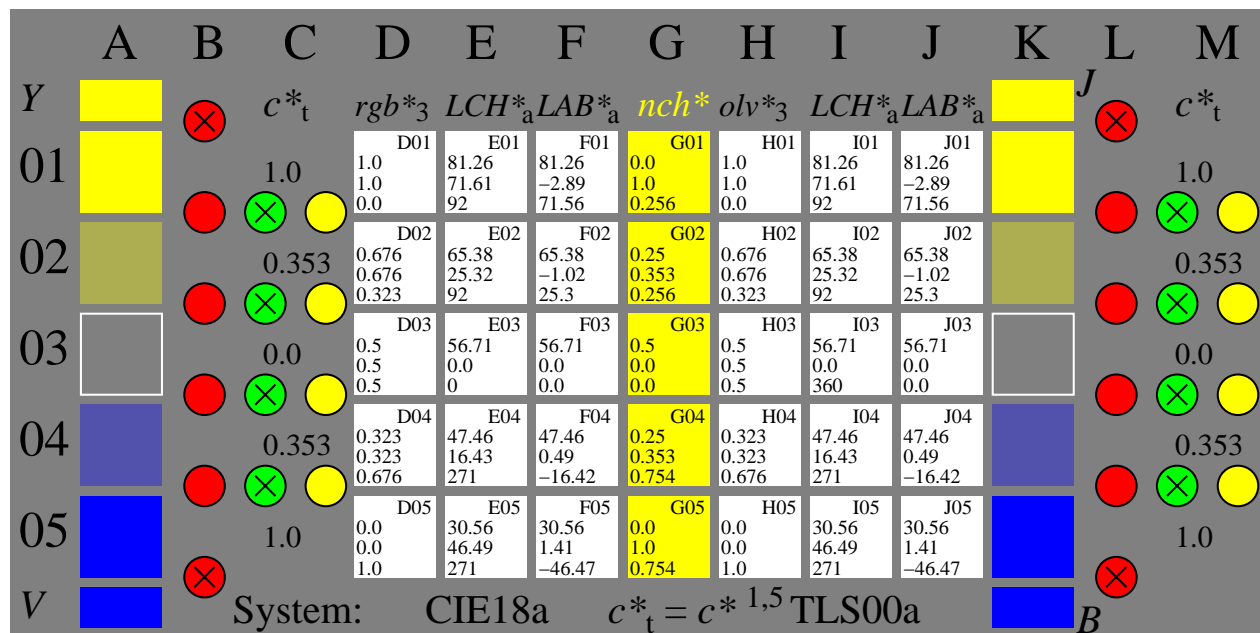 A B C D E F G H I J K L M
Y c*t rgb*3 LCH*a LAB*a nch* olv*3 LCH*a LAB*a J c*t
01 1.0 1.0
D01 E01 F01 G01 H01 I01 J01
1.0 81.26 81.26 0.0 1.0 81.26 81.26
1.0 71.61 −2.89 1.0 1.0 71.61 −2.89
0.0 92 71.56 0.256 0.0 92 71.56
02 0.353 0.353
D02 E02 F02 G02 H02 I02 J02
0.676 65.38 65.38 0.25 0.676 65.38 65.38
0.676 25.32 −1.02 0.353 0.676 25.32 −1.02
0.323 92 25.3 0.256 0.323 92 25.3
03 0.0 0.0
D03 E03 F03 G03 H03 I03 J03
0.5 56.71 56.71 0.5 0.5 56.71 56.71
0.5 0.0 0.0 0.0 0.5 0.0 0.0
0.5 0 0.0 0.0 0.5 360 0.0
04 0.353 0.353
D04 E04 F04 G04 H04 I04 J04
0.323 47.46 47.46 0.25 0.323 47.46 47.46
0.323 16.43 0.49 0.353 0.323 16.43 0.49
0.676 271 −16.42 0.754 0.676 271 −16.42
05 1.0 1.0
D05 E05 F05 G05 H05 I05 J05
0.0 30.56 30.56 0.0 0.0 30.56 30.56
0.0 46.49 1.41 1.0 0.0 46.49 1.41
1.0 271 −46.47 0.754 1.0 271 −46.47
V System: CIE18a c*t = c* 1,5 TLS00a B